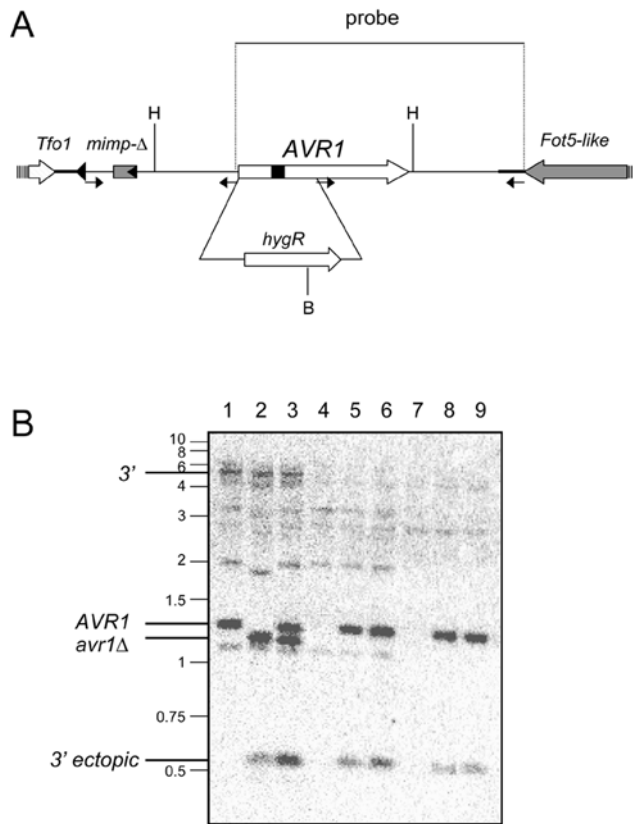 A
probe
H
H
Tfo1
mimp-Δ
AVR1
Fot5-like
hygR
B
B
1 2 3 4 5 6 7 8 9
10
8
6
3'
4
3
2
1.5
AVR1
avr1Δ
1
0.75
3' ectopic
0.5